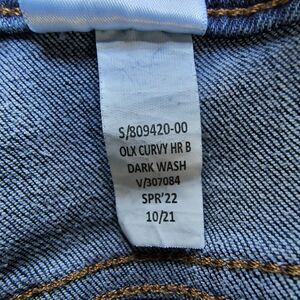 S/809420-00
OLX CURVY HR B
DARK WASH
V/307084
SPR'22
10/21